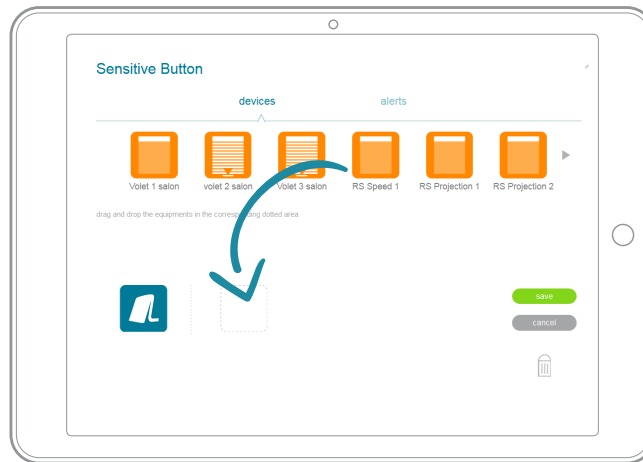 Sensitive Button
devices
alerts
Volet 1 salon
volet 2 salon
Volet 3 salon
RS Speed 1
RS Projection 1
RS Projection 2
drag and drop the equipments in the corresponding dotted area
save
cancel